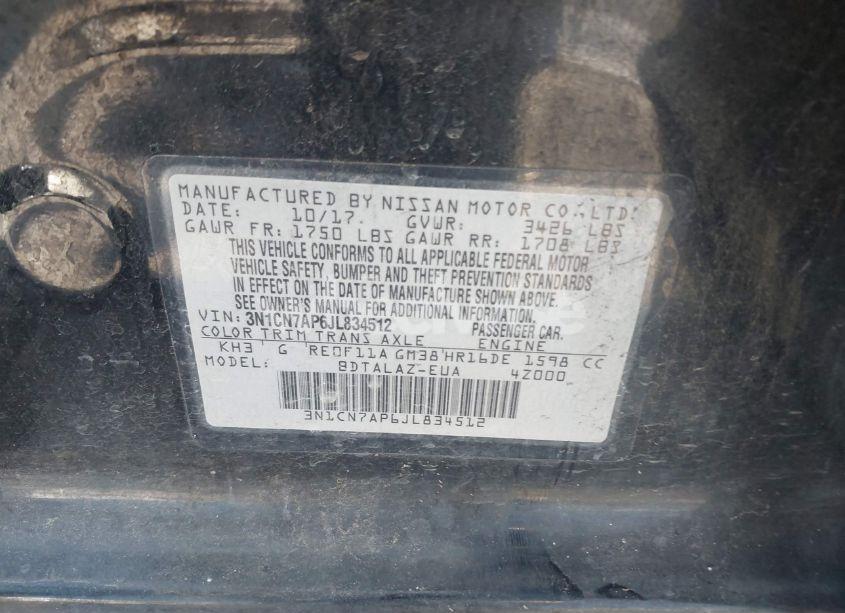 MANUFACTURED BY NISSAN MOTOR CO.,LTD.
DATE: 10/17. GVWR: 3426 LBS
GAWR FR: 1750 LBS GAWR RR: 1708 LBS
THIS VEHICLE CONFORMS TO ALL APPLICABLE FEDERAL MOTOR
VEHICLE SAFETY, BUMPER AND THEFT PREVENTION STANDARDS
IN EFFECT ON THE DATE OF MANUFACTURE SHOWN ABOVE.
SEE OWNER'S MANUAL FOR ADDITIONAL INFORMATION.
VIN: 3N1CN7AP6JL834512 PASSENGER CAR.
COLOR TRIM TRANS AXLE ENGINE
KH3 G RE0F11A GM38 HR16DE 1598 CC
MODEL: BDTALAZ-EUA 4Z000
3N1CN7AP6JL834512